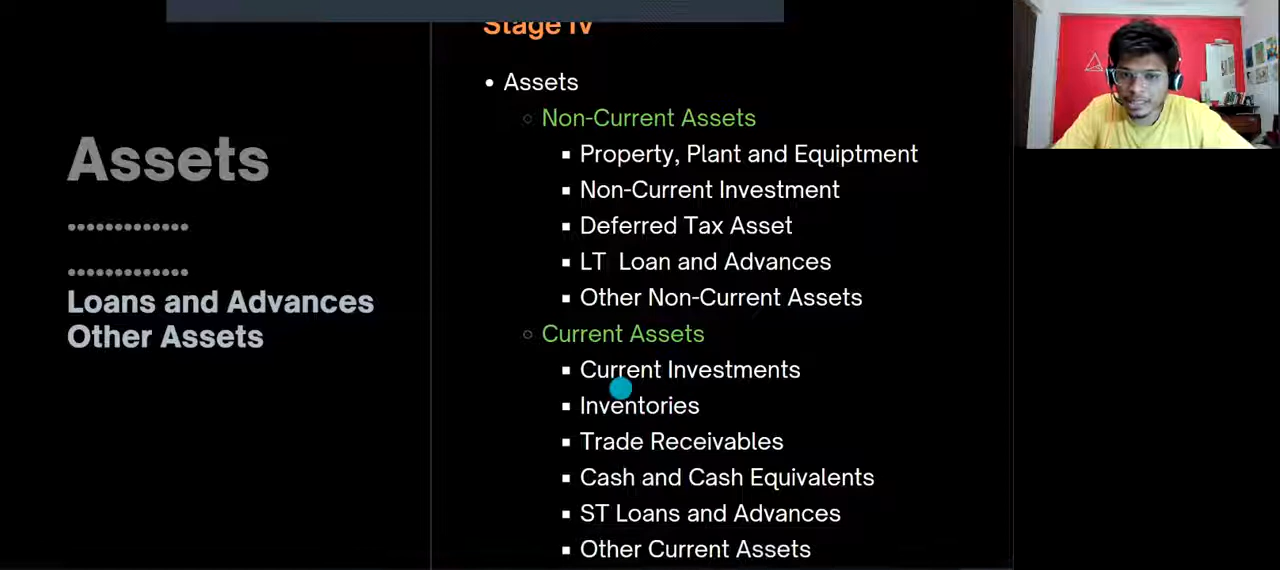 Assets
Loans and Advances
Other Assets
Stage IV
Assets
Non-Current Assets
Property, Plant and Equiptment
Non-Current Investment
Deferred Tax Asset
LT Loan and Advances
Other Non-Current Assets
Current Assets
Current Investments
Inventories
Trade Receivables
Cash and Cash Equivalents
ST Loans and Advances
Other Current Assets